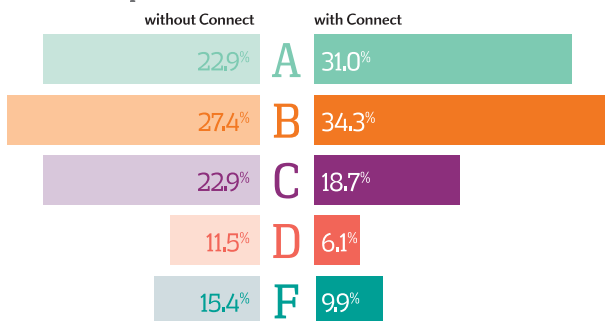 without Connect with Connect
22.9% A 31.0%
27.4% B 34.3%
22.9% C 18.7%
11.5% D 6.1%
15.4% F 9.9%